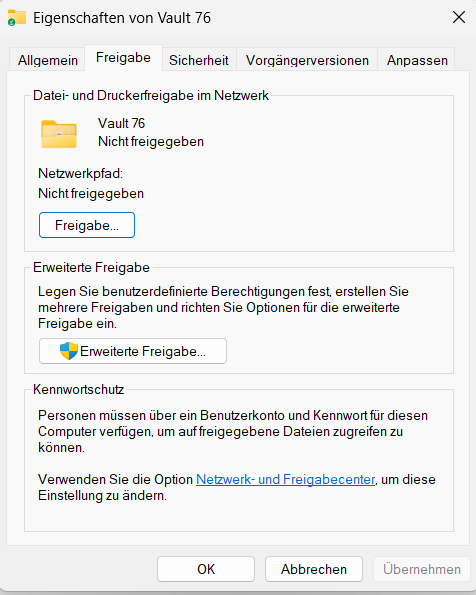 Eigenschaften von Vault 76
Allgemein
Freigabe
Sicherheit
Vorgängerversionen
Anpassen
Datei- und Druckerfreigabe im Netzwerk
Vault 76
Nicht freigegeben
Netzwerkpfad:
Nicht freigegeben
Freigabe...
Erweiterte Freigabe
Legen Sie benutzerdefinierte Berechtigungen fest, erstellen Sie
mehrere Freigaben und richten Sie Optionen für die erweiterte
Freigabe ein.
Erweiterte Freigabe...
Kennwortschutz
Personen müssen über ein Benutzerkonto und Kennwort für diesen
Computer verfügen, um auf freigegebene Dateien zugreifen zu
können.
Verwenden Sie die Option Netzwerk- und Freigabecenter, um diese
Einstellung zu ändern.
OK
Abbrechen
Übernehmen